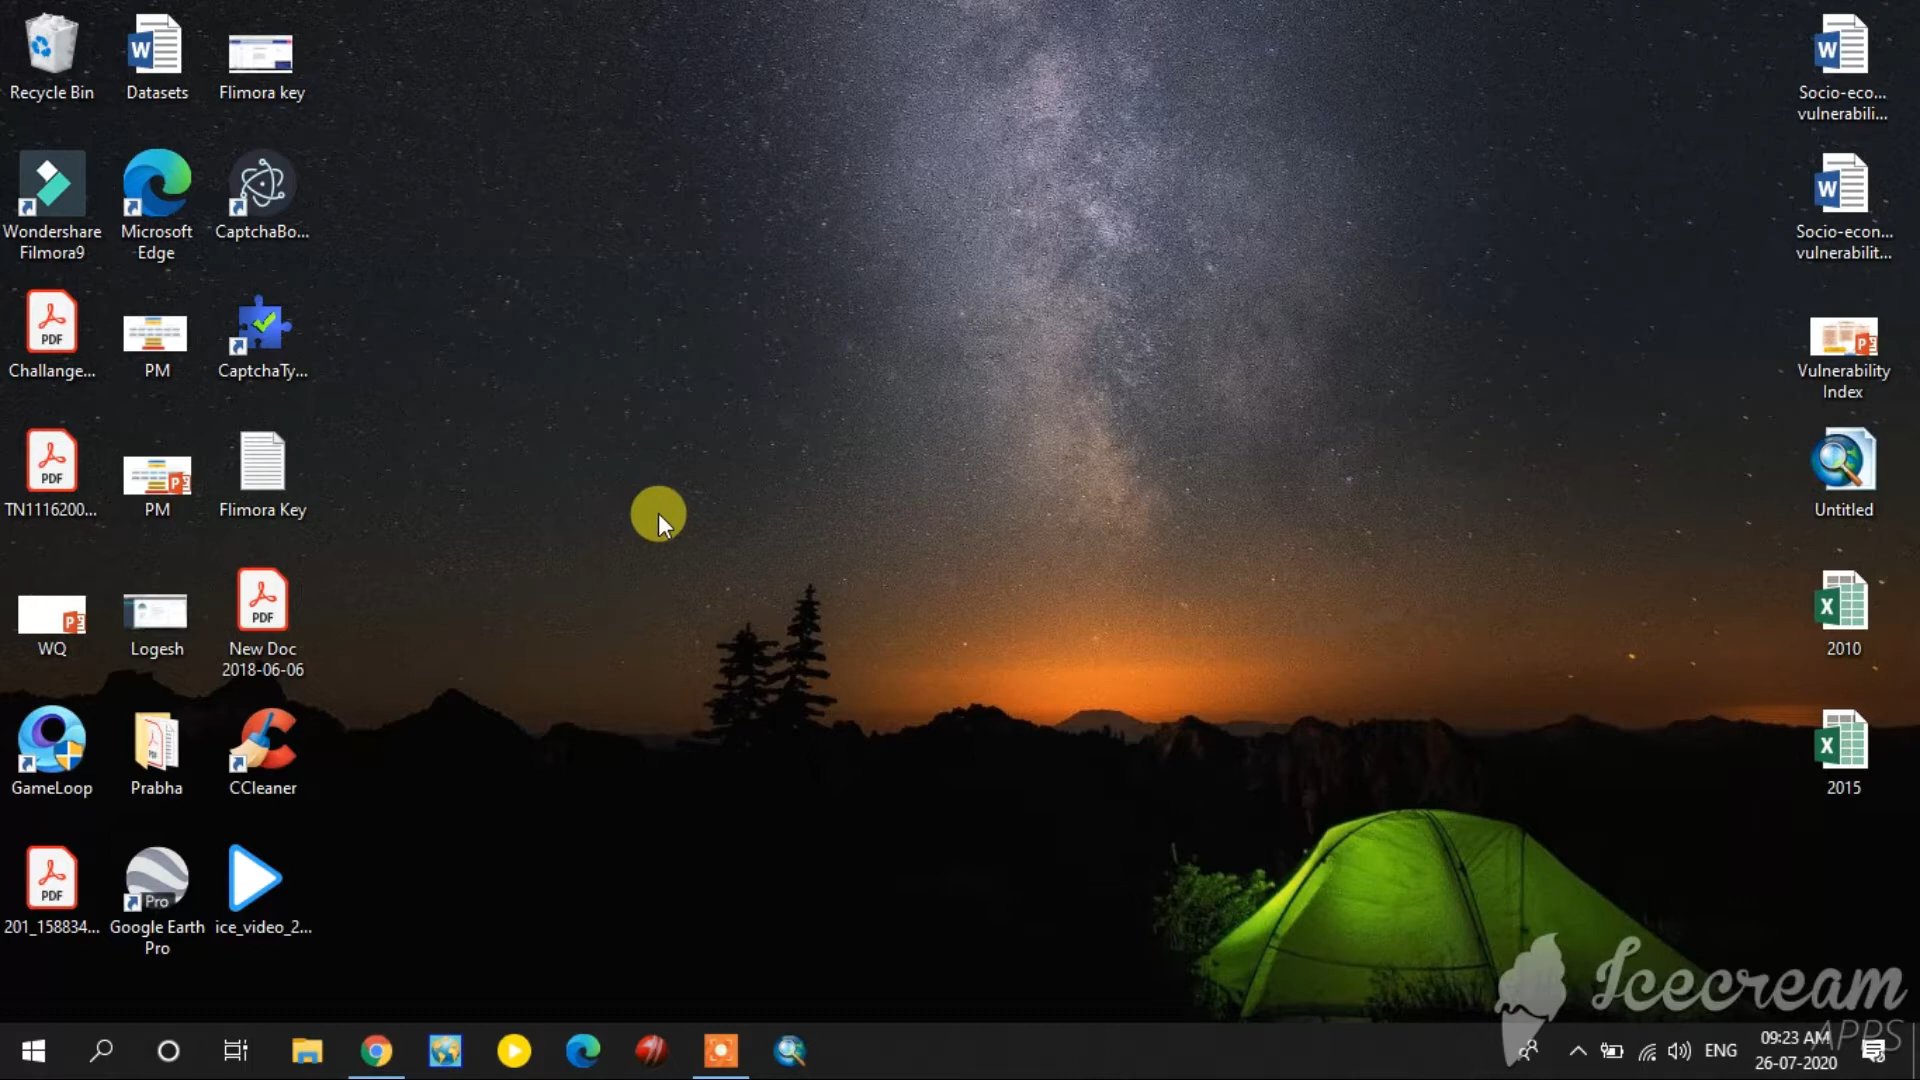 Recycle Bin
Datasets
Flimora key
Socio-eco...
vulnerabili...
Wondershare
Filmora9
Microsoft
Edge
CaptchaBo...
Socio-econ...
vulnerabilit...
PDF
Challange...
PM
CaptchaTy...
Vulnerability
Index
PDF
TN1116200...
PM
Flimora Key
Untitled
WQ
Logesh
PDF
New Doc
2018-06-06
2010
GameLoop
Prabha
CCleaner
2015
PDF
201_158834...
Pro
Google Earth
Pro
ice_video_2...
Icecream
APPS
ENG
09:23 AM
26-07-2020